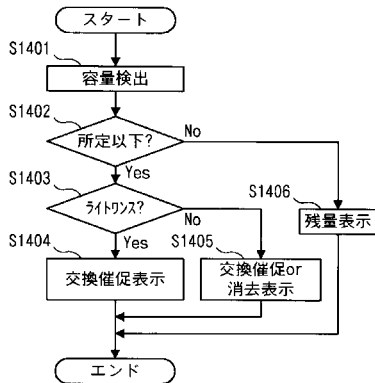 スタート
S1401
容量検出
S1402
所定以下?
No
Yes
S1403
ライトワンス?
No
Yes
S1404
交換催促表示
S1405
交換催促or
消去表示
S1406
残量表示
エンド